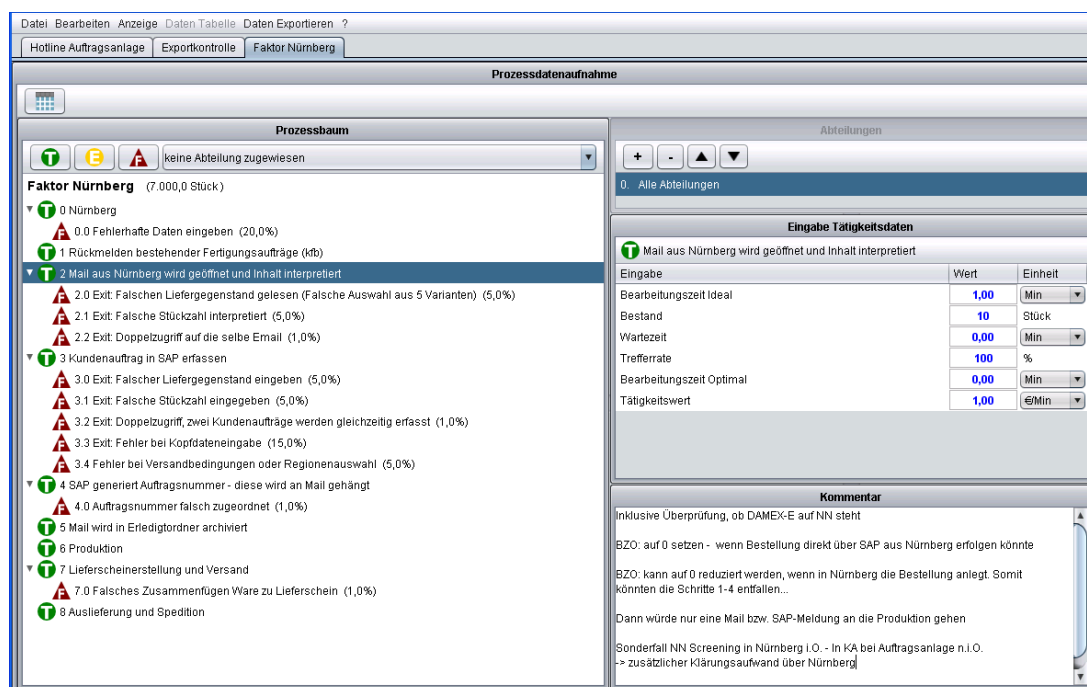 Datei Bearbeiten Anzeige Daten Tabelle Daten Exportieren ?
Hotline Auftragsanlage Exportkontrolle Faktor Nürnberg
Prozessdatenaufnahme
Prozessbaum
T E F keine Abteilung zugewiesen
Faktor Nürnberg (7.000,0 Stück)
T 0 Nürnberg
F 0.0 Fehlerhafte Daten eingeben (20,0%)
T 1 Rückmelden bestehender Fertigungsaufträge (kfb)
T 2 Mail aus Nürnberg wird geöffnet und Inhalt interpretiert
F 2.0 Exit: Falschen Liefergegenstand gelesen (Falsche Auswahl aus 5 Varianten) (5,0%)
F 2.1 Exit: Falsche Stückzahl interpretiert (5,0%)
F 2.2 Exit: Doppelzugriff auf die selbe Email (1,0%)
T 3 Kundenauftrag in SAP erfassen
F 3.0 Exit: Falscher Liefergegenstand eingeben (5,0%)
F 3.1 Exit: Falsche Stückzahl eingegeben (5,0%)
F 3.2 Exit: Doppelzugriff, zwei Kundenaufträge werden gleichzeitig erfasst (1,0%)
F 3.3 Exit: Fehler bei Kopfdateneingabe (15,0%)
F 3.4 Fehler bei Versandbedingungen oder Regionenauswahl (5,0%)
T 4 SAP generiert Auftragsnummer - diese wird an Mail gehängt
F 4.0 Auftragsnummer falsch zugeordnet (1,0%)
T 5 Mail wird in Erledigtordner archiviert
T 6 Produktion
T 7 Lieferscheinerstellung und Versand
F 7.0 Falsches Zusammenfügen Ware zu Lieferschein (1,0%)
T 8 Auslieferung und Spedition
Abteilungen
+ -
0. Alle Abteilungen
Eingabe Tätigkeitsdaten
T Mail aus Nürnberg wird geöffnet und Inhalt interpretiert
Eingabe Wert Einheit
Bearbeitungszeit Ideal 1,00 Min
Bestand 10 Stück
Wartezeit 0,00 Min
Trefferrate 100 %
Bearbeitungszeit Optimal 0,00 Min
Tätigkeitswert 1,00 €/Min
Kommentar
Inklusive Überprüfung, ob DAMEX-E auf NN steht
BZO: auf 0 setzen - wenn Bestellung direkt über SAP aus Nürnberg erfolgen könnte
BZO: kann auf 0 reduziert werden, wenn in Nürnberg die Bestellung anlegt. Somit
könnten die Schritte 1-4 entfallen...
Dann würde nur eine Mail bzw. SAP-Meldung an die Produktion gehen
Sonderfall NN Screening in Nürnberg i.O. - In KA bei Auftragsanlage n.i.O.
-> zusätzlicher Klärungsaufwand über Nürnberg